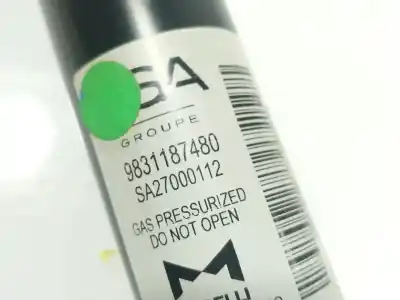 SA
GROUPE
9831187480
SA27000112
GAS PRESSURIZED
DO NOT OPEN